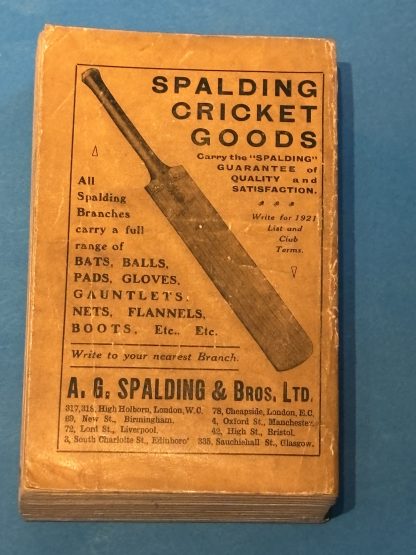 SPALDING
CRICKET
GOODS
Carry the "SPALDING"
GUARANTEE of
QUALITY and
SATISFACTION.
Write for 1921
List and
Club
Terms.
All
Spalding
Branches
carry a full
range of
BATS, BALLS,
PADS, GLOVES,
GAUNTLETS,
NETS, FLANNELS,
BOOTS, Etc., Etc.
Write to your nearest Branch.
A. G. SPALDING & BROS. LTD.
317,318, High Holborn, London, W.C. 78, Cheapside, London, E.C.
69, New St., Birmingham. 4, Oxford St., Manchester.
72, Lord St., Liverpool. 42, High St., Bristol.
3, South Charlotte St., Edinboro' 335, Sauchiehall St., Glasgow.